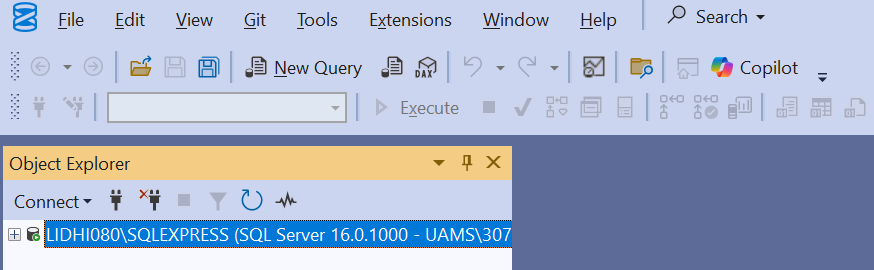 File Edit View Git Tools Extensions Window Help Search
New Query DAX Copilot
Execute
Object Explorer
Connect
LIDHI080\SQLEXPRESS (SQL Server 16.0.1000 - UAMS\307